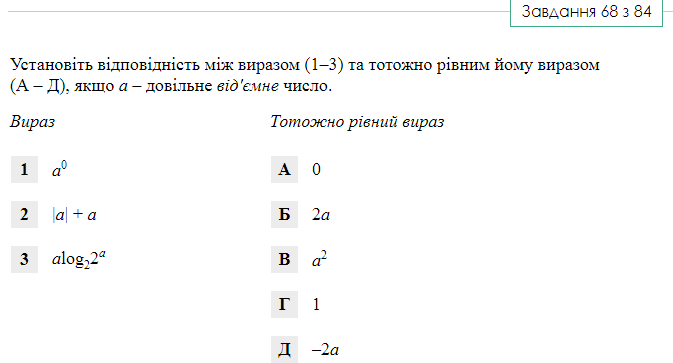 Завдання 68 з 84
Установіть відповідність між виразом (1–3) та тотожно рівним йому виразом
(А – Д), якщо a – довільне від'ємне число.
Вираз Тотожно рівний вираз
1 a⁰ А 0
2 |a| + a Б 2a
3 alog₂2ᵃ В a²
Г 1
Д –2a